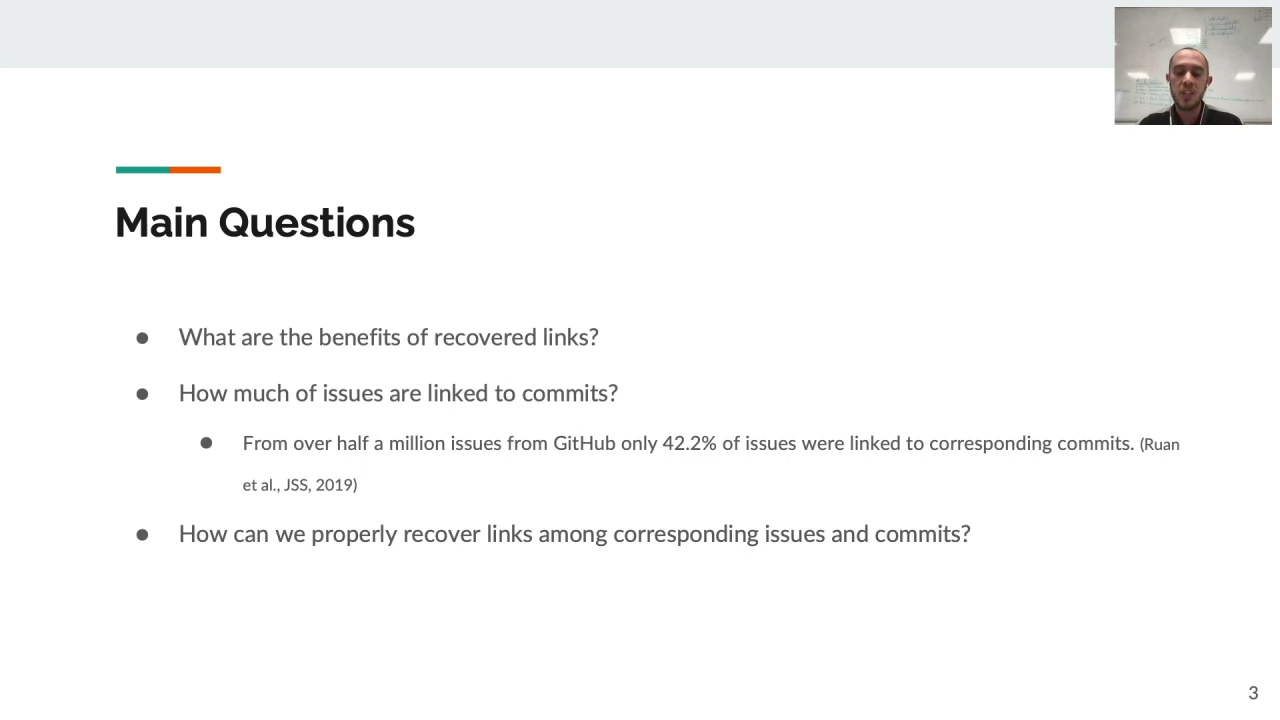 Main Questions
What are the benefits of recovered links?
How much of issues are linked to commits?
From over half a million issues from GitHub only 42.2% of issues were linked to corresponding commits. (Ruan
et al., JSS, 2019)
How can we properly recover links among corresponding issues and commits?
3